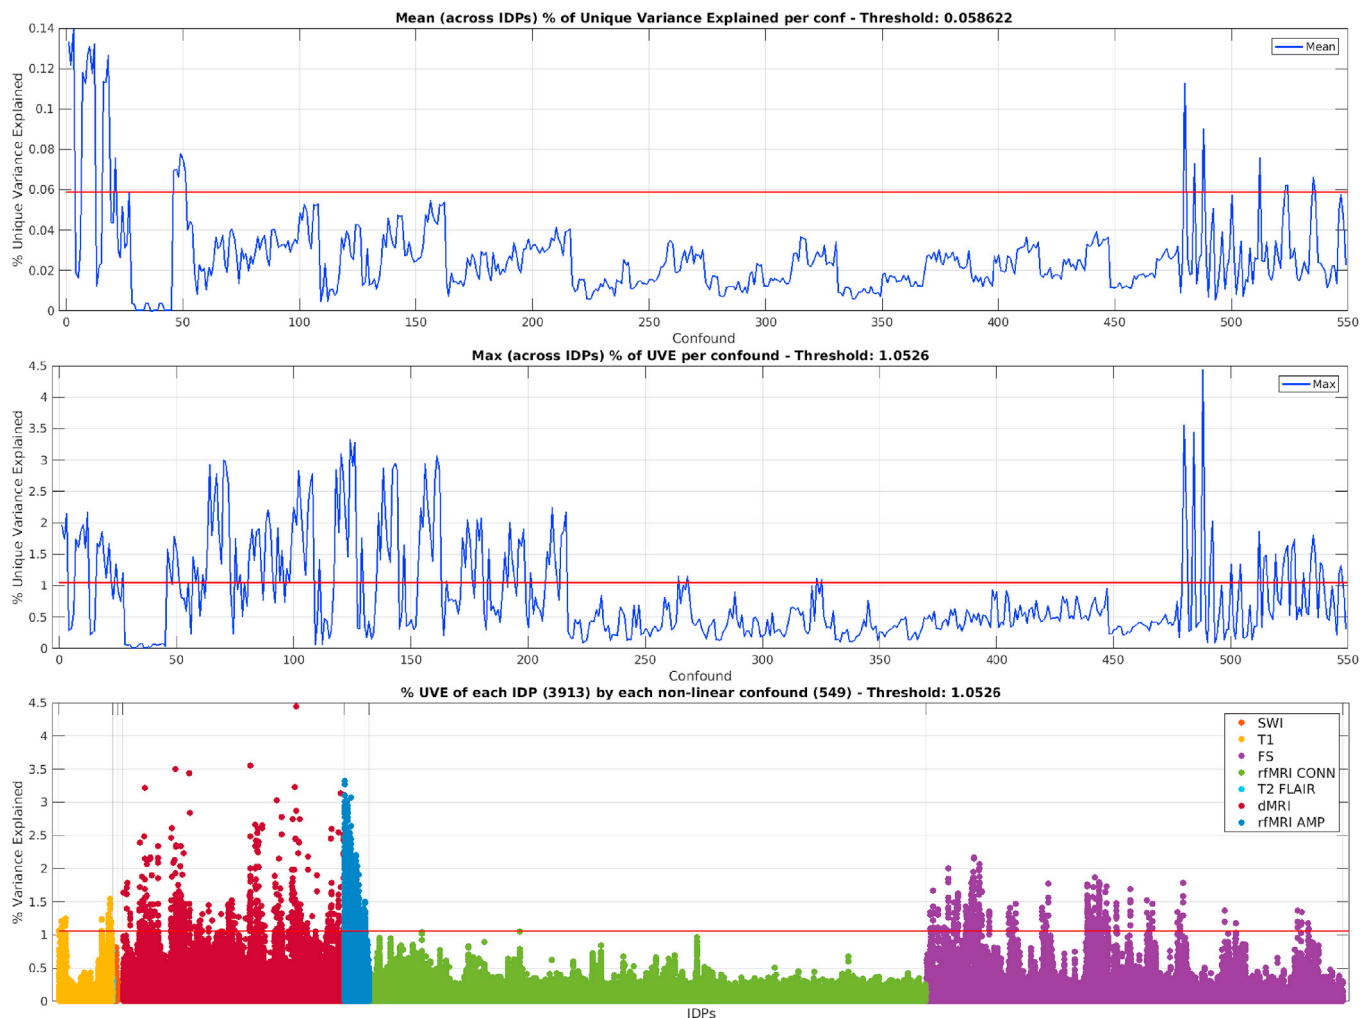 Mean (across IDPs) % of Unique Variance Explained per conf - Threshold: 0.058622
% Unique Variance Explained
0.14
0.12
0.1
0.08
0.06
0.04
0.02
0
Mean
0 50 100 150 200 250 300 350 400 450 500 550
Confound
Max (across IDPs) % of UVE per confound - Threshold: 1.0526
% Unique Variance Explained
4.5
4
3.5
3
2.5
2
1.5
1
0.5
0
Max
0 50 100 150 200 250 300 350 400 450 500 550
Confound
% UVE of each IDP (3913) by each non-linear confound (549) - Threshold: 1.0526
% Variance Explained
4.5
4
3.5
3
2.5
2
1.5
1
0.5
0
SWI
T1
FS
rfMRI CONN
T2 FLAIR
dMRI
rfMRI AMP
IDPs